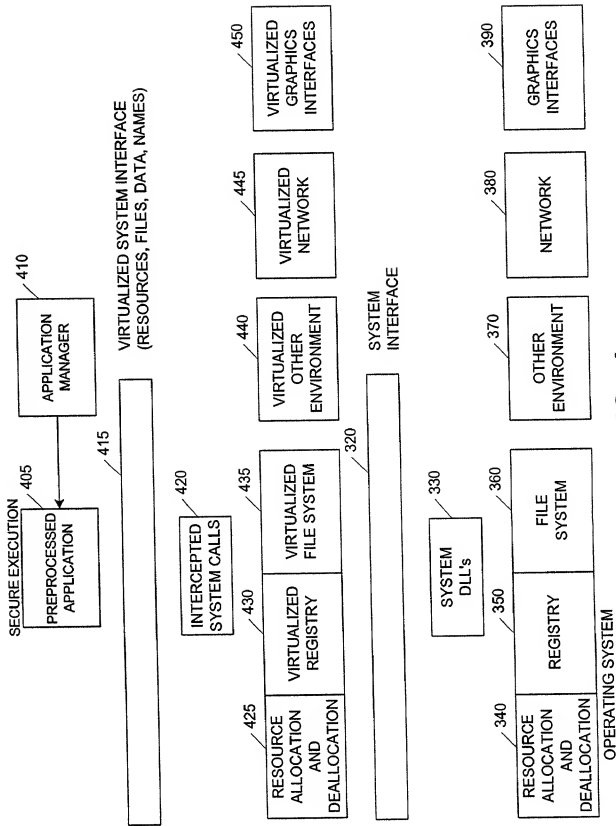 SECURE EXECUTION
405
PREPROCESSED
APPLICATION
410
APPLICATION
MANAGER
415
VIRTUALIZED SYSTEM INTERFACE
(RESOURCES, FILES, DATA, NAMES)
420
INTERCEPTED
SYSTEM CALLS
425
RESOURCE
ALLOCATION
AND
DEALLOCATION
430
VIRTUALIZED
REGISTRY
435
VIRTUALIZED
FILE SYSTEM
440
VIRTUALIZED
OTHER
ENVIRONMENT
445
VIRTUALIZED
NETWORK
450
VIRTUALIZED
GRAPHICS
INTERFACES
320
SYSTEM
INTERFACE
330
SYSTEM
DLL's
340
RESOURCE
ALLOCATION
AND
DEALLOCATION
350
REGISTRY
360
FILE
SYSTEM
370
OTHER
ENVIRONMENT
380
NETWORK
390
GRAPHICS
INTERFACES
OPERATING SYSTEM